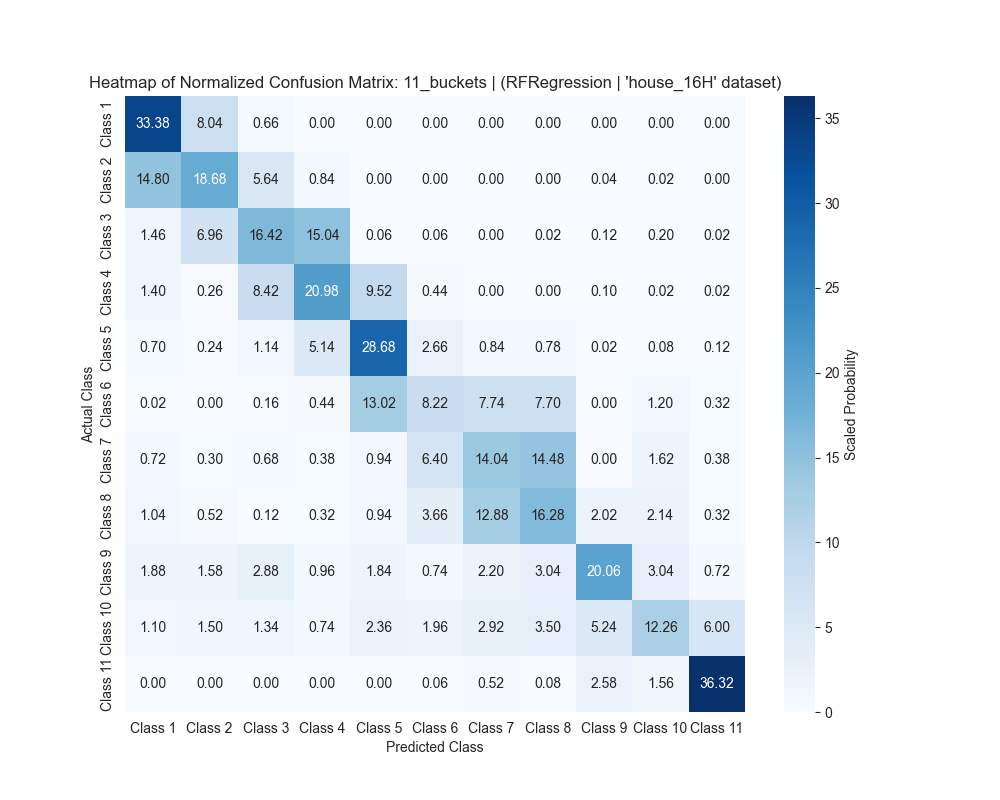 Heatmap of Normalized Confusion Matrix: 11_buckets | (RFRegression | 'house_16H' dataset)
Class 1 33.38 8.04 0.66 0.00 0.00 0.00 0.00 0.00 0.00 0.00 0.00
Class 2 14.80 18.68 5.64 0.84 0.00 0.00 0.00 0.00 0.04 0.02 0.00
Class 3 1.46 6.96 16.42 15.04 0.06 0.06 0.00 0.02 0.12 0.20 0.02
Class 4 1.40 0.26 8.42 20.98 9.52 0.44 0.00 0.00 0.10 0.02 0.02
Class 5 0.70 0.24 1.14 5.14 28.68 2.66 0.84 0.78 0.02 0.08 0.12
Class 6 0.02 0.00 0.16 0.44 13.02 8.22 7.74 7.70 0.00 1.20 0.32
Class 7 0.72 0.30 0.68 0.38 0.94 6.40 14.04 14.48 0.00 1.62 0.38
Class 8 1.04 0.52 0.12 0.32 0.94 3.66 12.88 16.28 2.02 2.14 0.32
Class 9 1.88 1.58 2.88 0.96 1.84 0.74 2.20 3.04 20.06 3.04 0.72
Class 10 1.10 1.50 1.34 0.74 2.36 1.96 2.92 3.50 5.24 12.26 6.00
Class 11 0.00 0.00 0.00 0.00 0.00 0.06 0.52 0.08 2.58 1.56 36.32
Class 1 Class 2 Class 3 Class 4 Class 5 Class 6 Class 7 Class 8 Class 9 Class 10 Class 11
Predicted Class
Actual Class
35
30
25
20
15
10
5
0
Scaled Probability